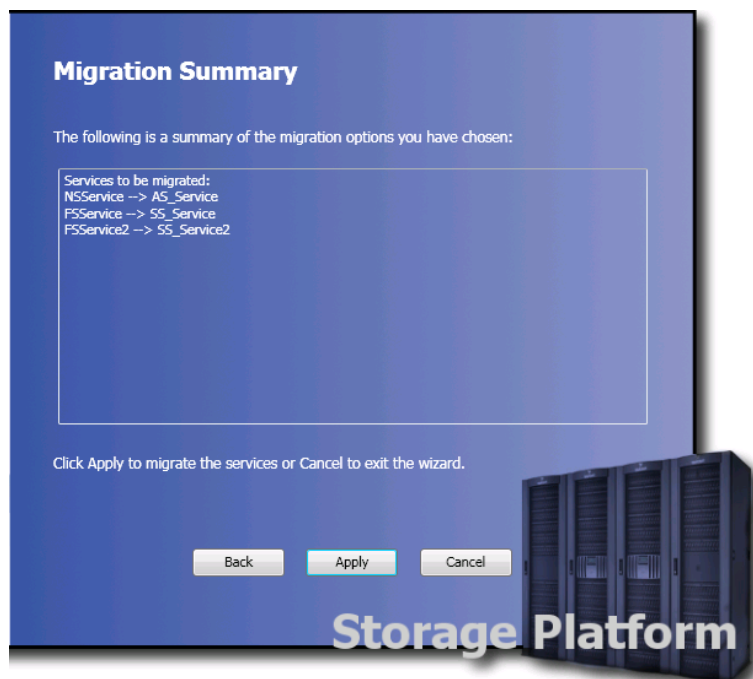 Migration Summary
The following is a summary of the migration options you have chosen:
Services to be migrated:
NSService --> AS_Service
FSService --> SS_Service
FSService2 --> SS_Service2
Click Apply to migrate the services or Cancel to exit the wizard.
Back
Apply
Cancel
Storage Platform